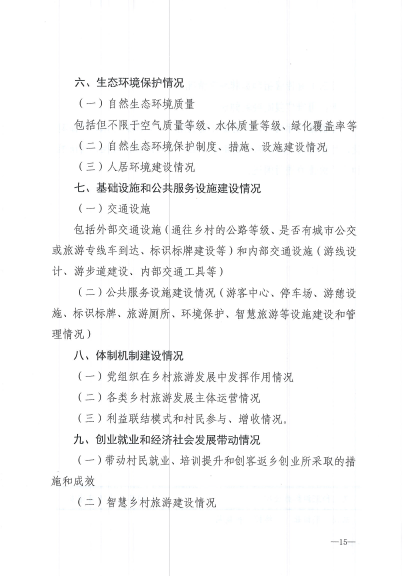 六、生态环境保护情况
（一）自然生态环境质量
包括但不限于空气质量等级、水体质量等级、绿化覆盖率等
（二）自然生态环境保护制度、措施、设施建设情况
（三）人居环境建设情况
七、基础设施和公共服务设施建设情况
（一）交通设施
包括外部交通设施（通往乡村的公路等级、是否有城市公交
或旅游专线车到达、标识标牌建设等）和内部交通设施（游线设
计、游步道建设、内部交通工具等）
（二）公共服务设施建设情况（游客中心、停车场、游憩设
施、标识标牌、旅游厕所、环境保护、智慧旅游等设施建设和管
理情况）
八、体制机制建设情况
（一）党组织在乡村旅游发展中发挥作用情况
（二）各类乡村旅游发展主体运营情况
（三）利益联结模式和村民参与、增收情况。
九、创业就业和经济社会发展带动情况
（一）带动村民就业、培训提升和创客返乡创业所采取的措
施和成效
（二）智慧乡村旅游建设情况
—15—